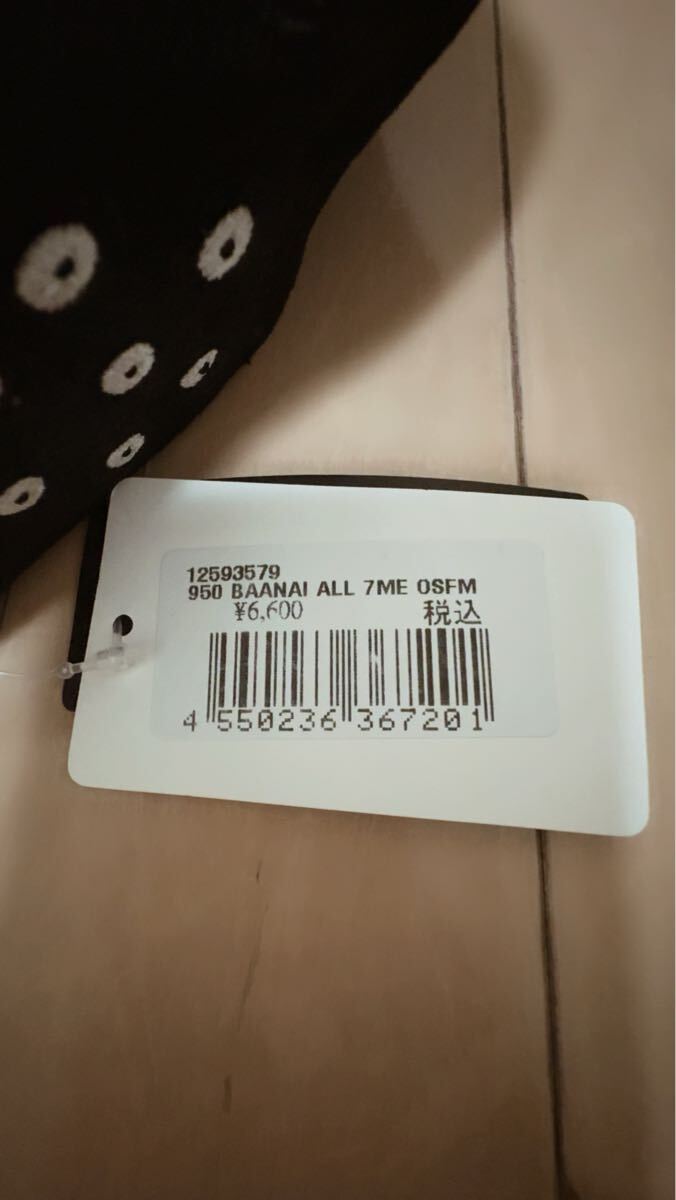 12593579
950 BAANAI ALL 7ME OSFM
¥6,600 税込
4 550236 367201